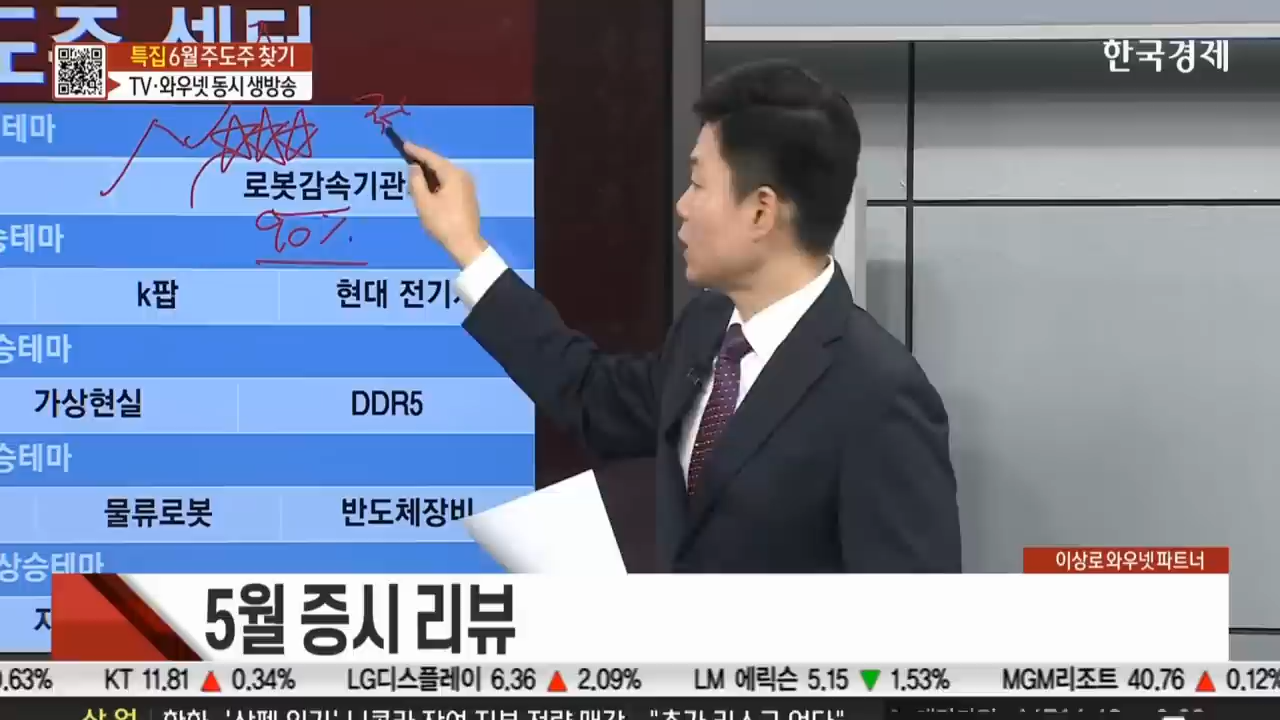 도주 센터
특집 6월 주도주 찾기
TV·와우넷 동시 생방송
한국경제
테마
로봇감속기관
90%
승테마
k팝
현대 전기
승테마
가상현실
DDR5
승테마
물류로봇
반도체장비
상승테마
이상로 와우넷 파트너
5월 증시 리뷰
0.63% KT 11.81 ▲ 0.34% LG디스플레이 6.36 ▲ 2.09% LM 에릭슨 5.15 ▼ 1.53% MGM리조트 40.76 ▲ 0.12%